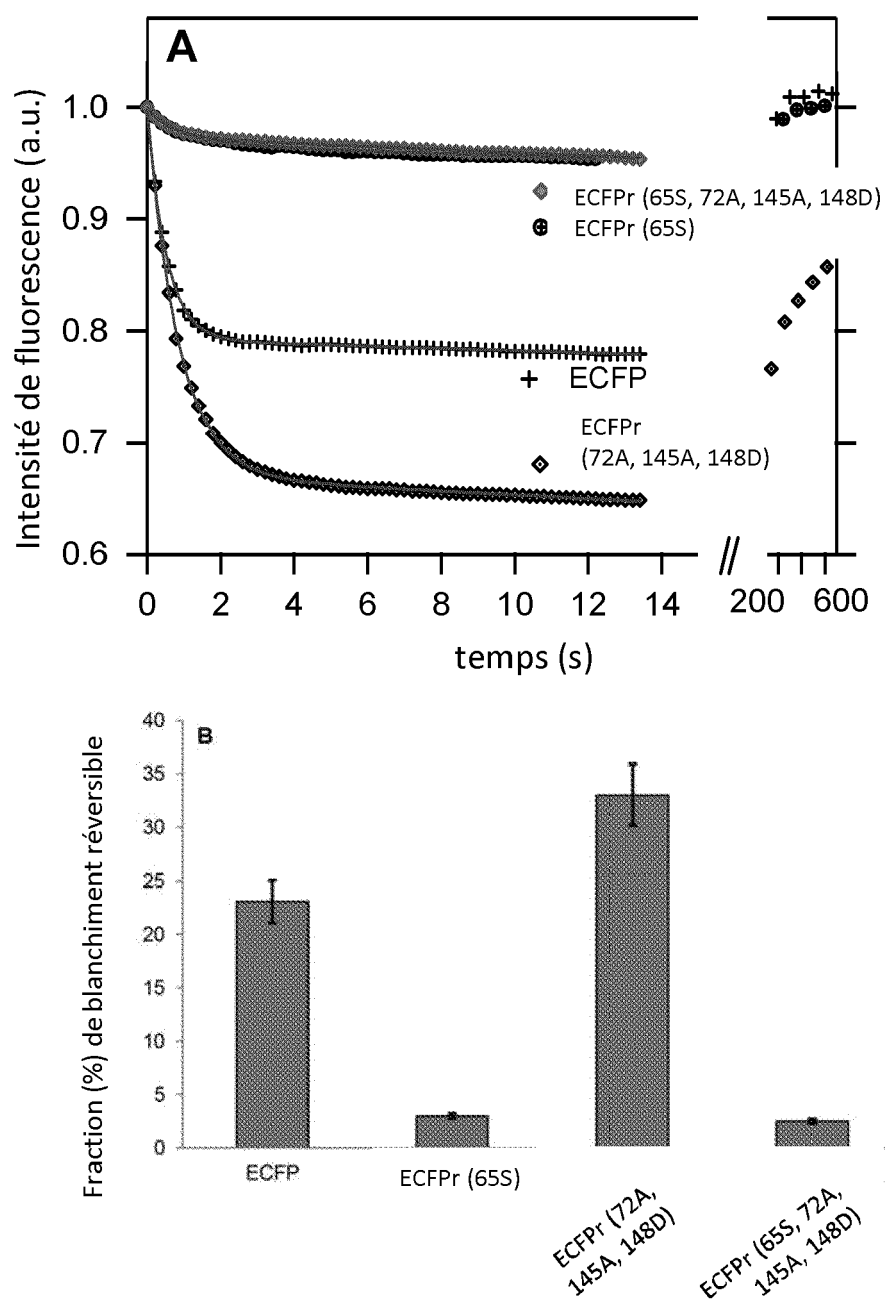 A
Intensité de fluorescence (a.u.)
1.0
0.9
0.8
0.7
0.6
ECFPr (65S, 72A, 145A, 148D)
ECFPr (65S)
ECFP
ECFPr
(72A, 145A, 148D)
0 2 4 6 8 10 12 14 200 600
temps (s)
B
Fraction (%) de blanchiment réversible
40
35
30
25
20
15
10
5
0
ECFP
ECFPr (65S)
ECFPr (72A,
145A, 148D)
ECFPr (65S, 72A,
145A, 148D)